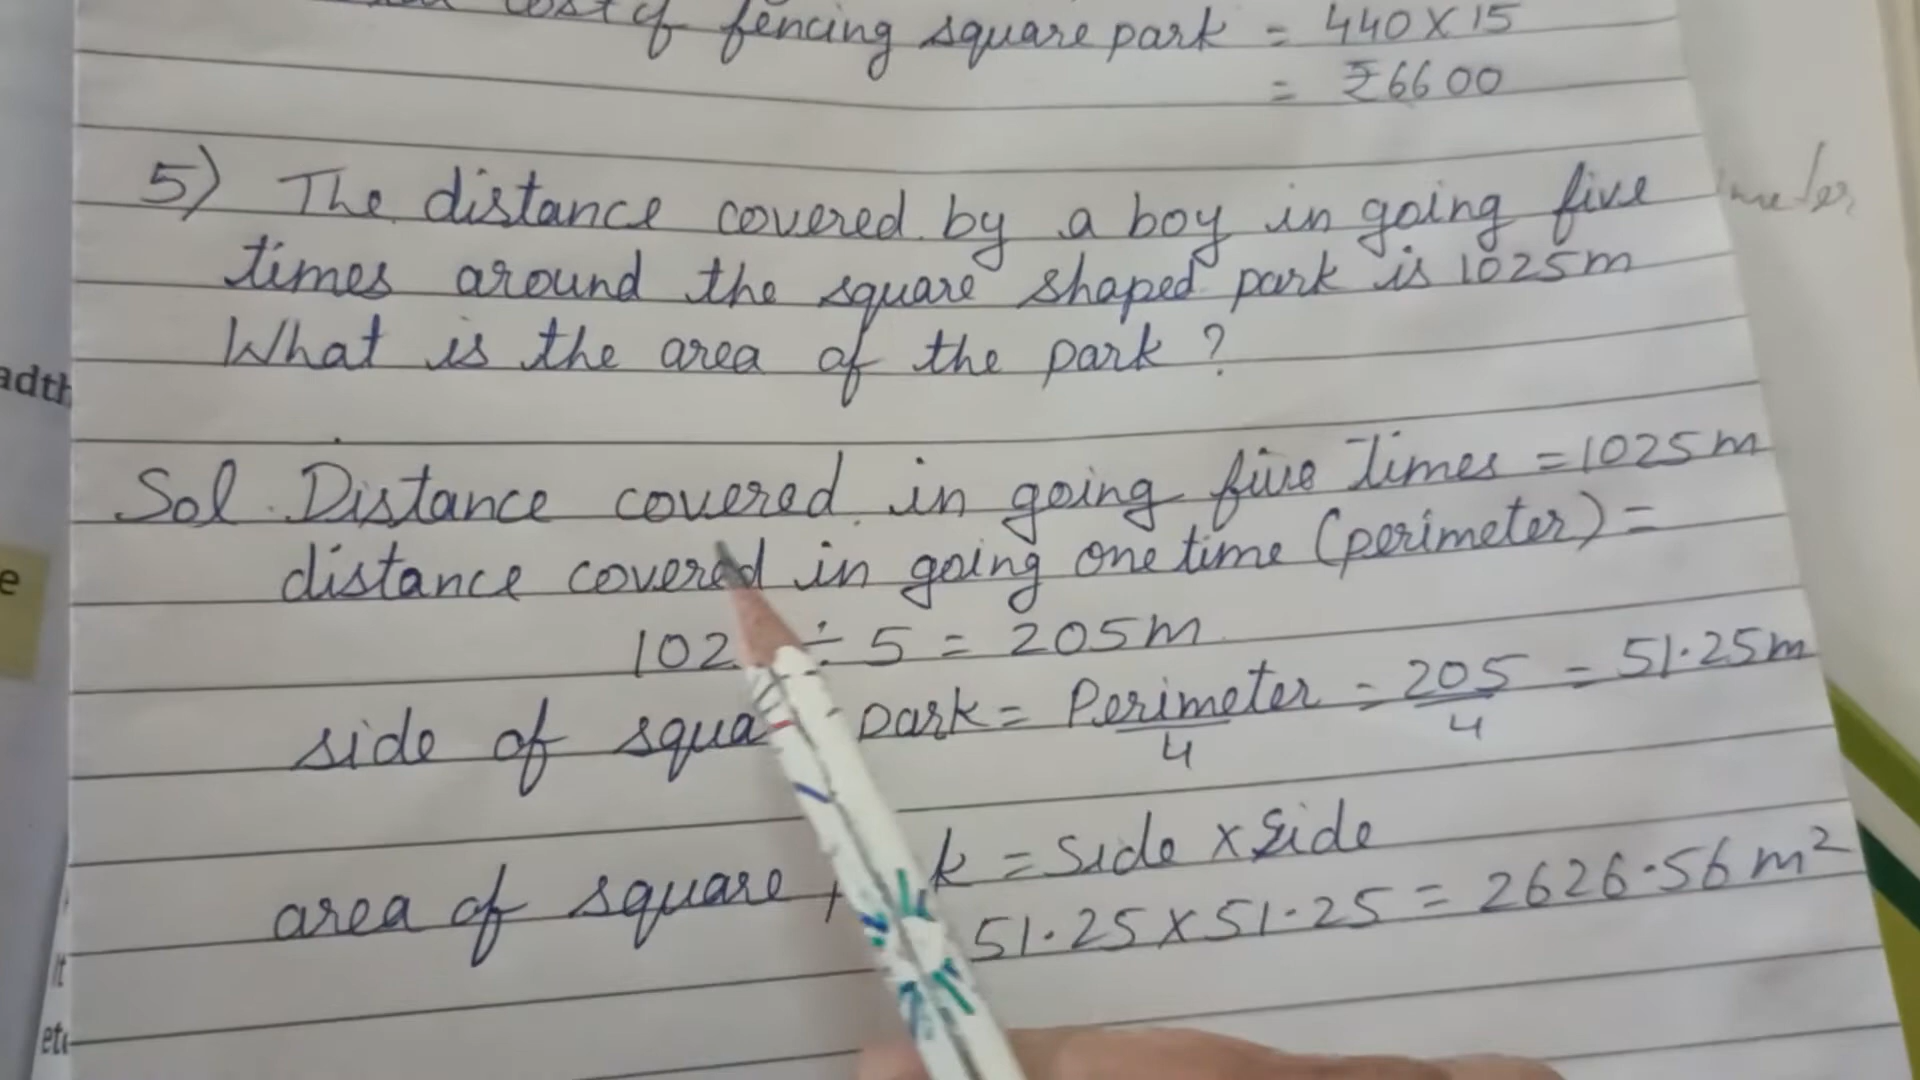 cost of fencing square park = 440 X 15
= ₹6600
5) The distance covered by a boy in going five
times around the square shaped park is 1025m
What is the area of the park ?
Sol. Distance covered in going five times = 1025m
distance covered in going one time (perimeter) =
102 ÷ 5 = 205m
side of squa park = Perimeter/4 = 205/4 = 51.25m
area of square k = Side x Side
51.25 x 51.25 = 2626.56 m²
adth
e